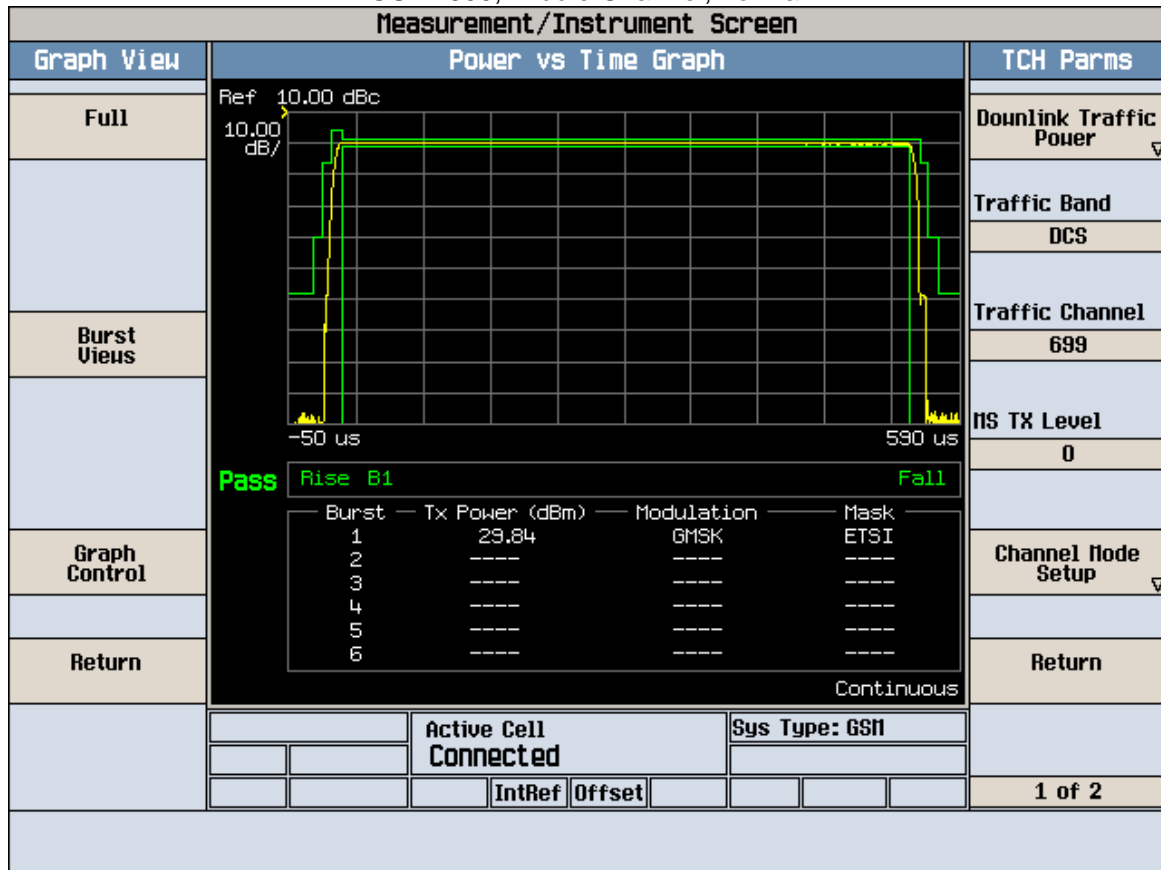 Measurement/Instrument Screen
Graph View
Power vs Time Graph
TCH Parms
Full
Ref 10.00 dBc
10.00
dB/
Downlink Traffic
Power
Traffic Band
DCS
Traffic Channel
699
Burst
Views
MS TX Level
0
-50 us
590 us
Pass
Rise B1
Fall
Burst
Tx Power (dBm)
Modulation
Mask
1 29.84 GMSK ETSI
2 ---- ---- ----
3 ---- ---- ----
4 ---- ---- ----
5 ---- ---- ----
6 ---- ---- ----
Graph
Control
Channel Mode
Setup
Return
Return
Continuous
Active Cell
Connected
Sys Type: GSM
IntRef
Offset
1 of 2